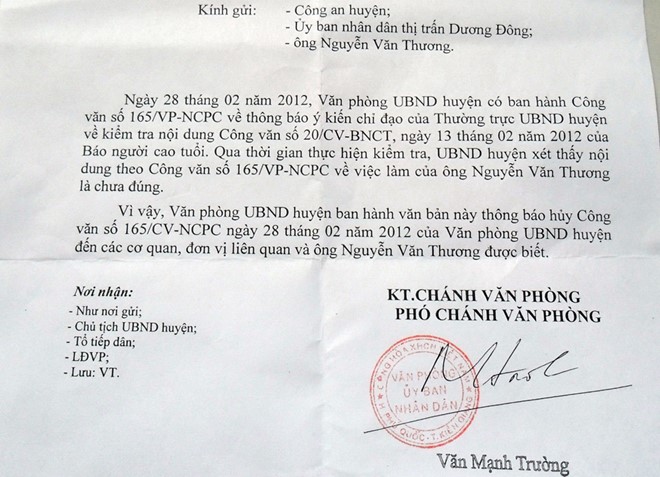 Kính gửi: - Công an huyện;
- Ủy ban nhân dân thị trấn Dương Đông;
- ông Nguyễn Văn Thương.
Ngày 28 tháng 02 năm 2012, Văn phòng UBND huyện có ban hành Công
văn số 165/VP-NCPC về thông báo ý kiến chỉ đạo của Thường trực UBND huyện
về kiểm tra nội dung Công văn số 20/CV-BNCT, ngày 13 tháng 02 năm 2012 của
Báo người cao tuổi. Qua thời gian thực hiện kiểm tra, UBND huyện xét thấy nội
dung theo Công văn số 165/VP-NCPC về việc làm của ông Nguyễn Văn Thương
là chưa đúng.
Vì vậy, Văn phòng UBND huyện ban hành văn bản này thông báo hủy Công
văn số 165/CV-NCPC ngày 28 tháng 02 năm 2012 của Văn phòng UBND huyện
đến các cơ quan, đơn vị liên quan và ông Nguyễn Văn Thương được biết.
Nơi nhận:
- Như nơi gửi;
- Chủ tịch UBND huyện;
- Tổ tiếp dân;
- LĐVP;
- Lưu: VT.
KT.CHÁNH VĂN PHÒNG
PHÓ CHÁNH VĂN PHÒNG
CỘNG HÒA XHCN VIỆT NAM
VĂN PHÒNG
ỦY BAN
NHÂN DÂN
H. PHÚ QUỐC - T. KIÊN GIANG
Văn Mạnh Trường